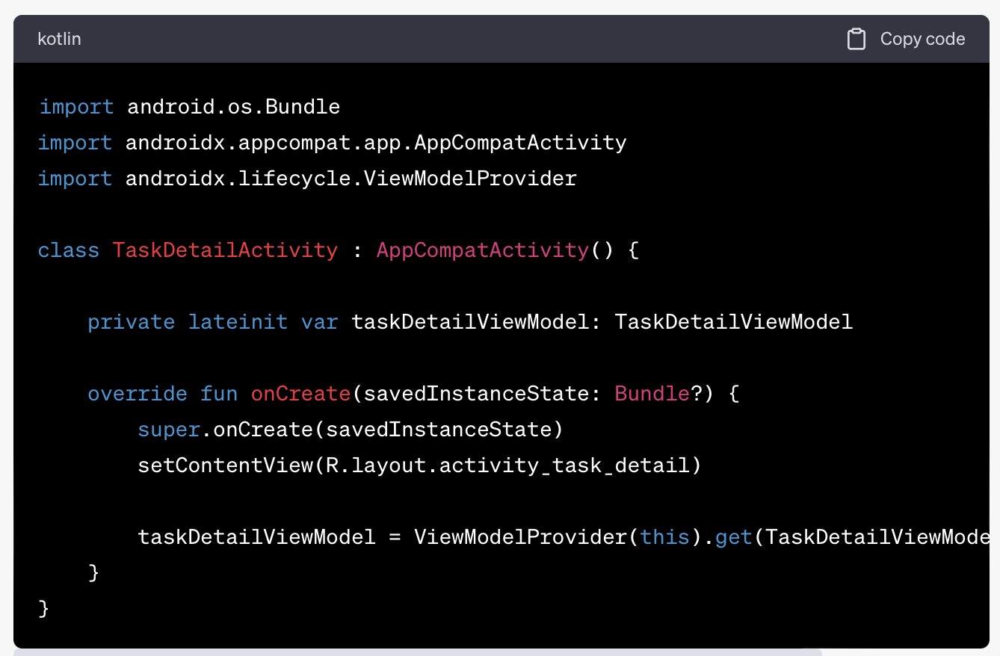 kotlin
Copy code
import android.os.Bundle
import androidx.appcompat.app.AppCompatActivity
import androidx.lifecycle.ViewModelProvider
class TaskDetailActivity : AppCompatActivity() {
    private lateinit var taskDetailViewModel: TaskDetailViewModel
    override fun onCreate(savedInstanceState: Bundle?) {
        super.onCreate(savedInstanceState)
        setContentView(R.layout.activity_task_detail)
        taskDetailViewModel = ViewModelProvider(this).get(TaskDetailViewMode
    }
}